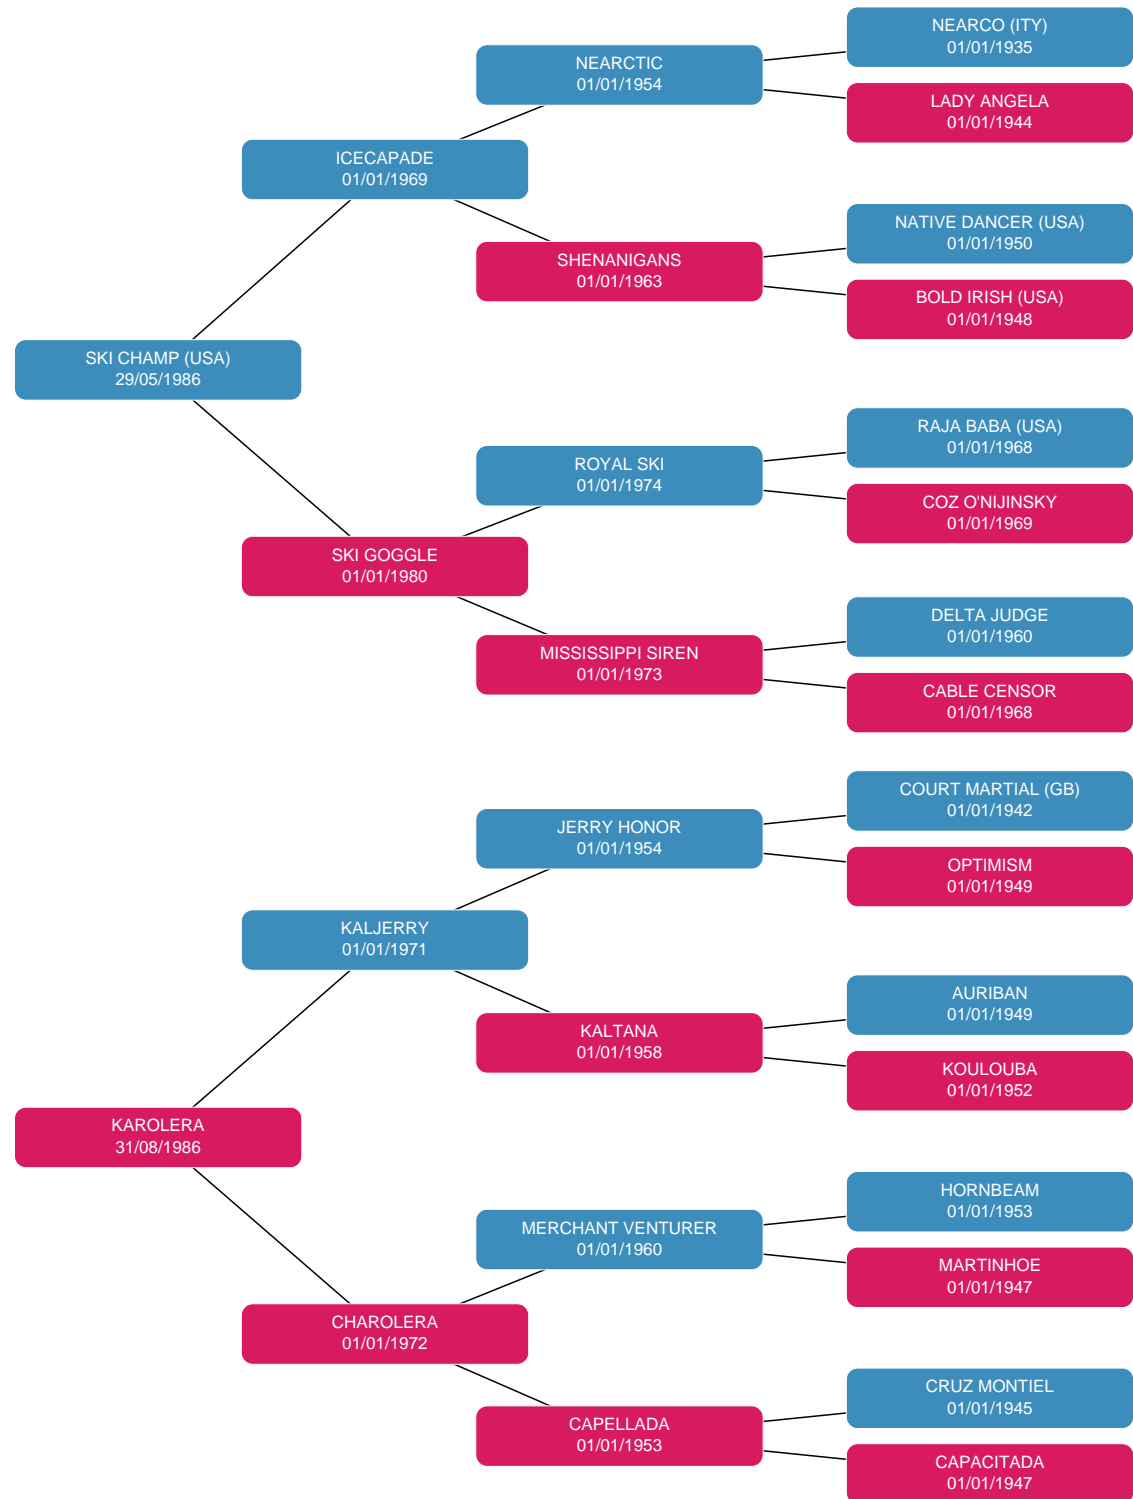 NEARCO (ITY)
01/01/1935
NEARCTIC
01/01/1954
LADY ANGELA
01/01/1944
ICECAPADE
01/01/1969
NATIVE DANCER (USA)
01/01/1950
SHENANIGANS
01/01/1963
BOLD IRISH (USA)
01/01/1948
SKI CHAMP (USA)
29/05/1986
RAJA BABA (USA)
01/01/1968
ROYAL SKI
01/01/1974
COZ O'NIJINSKY
01/01/1969
SKI GOGGLE
01/01/1980
DELTA JUDGE
01/01/1960
MISSISSIPPI SIREN
01/01/1973
CABLE CENSOR
01/01/1968
COURT MARTIAL (GB)
01/01/1942
JERRY HONOR
01/01/1954
OPTIMISM
01/01/1949
KALJERRY
01/01/1971
AURIBAN
01/01/1949
KALTANA
01/01/1958
KOULOUBA
01/01/1952
KAROLERA
31/08/1986
HORNBEAM
01/01/1953
MERCHANT VENTURER
01/01/1960
MARTINHOE
01/01/1947
CHAROLERA
01/01/1972
CRUZ MONTIEL
01/01/1945
CAPELLADA
01/01/1953
CAPACITADA
01/01/1947